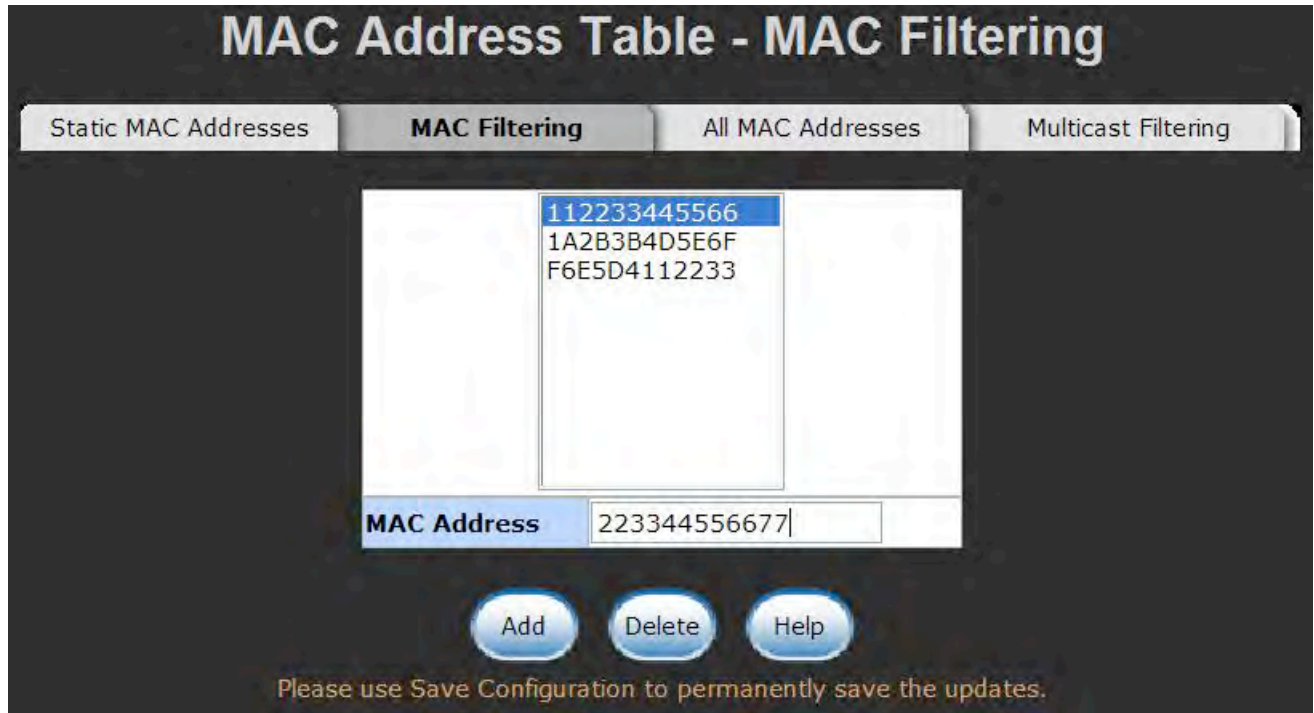 MAC Address Table - MAC Filtering
Static MAC Addresses MAC Filtering All MAC Addresses Multicast Filtering
112233445566
1A2B3B4D5E6F
F6E5D4112233
MAC Address 223344556677
Add Delete Help
Please use Save Configuration to permanently save the updates.